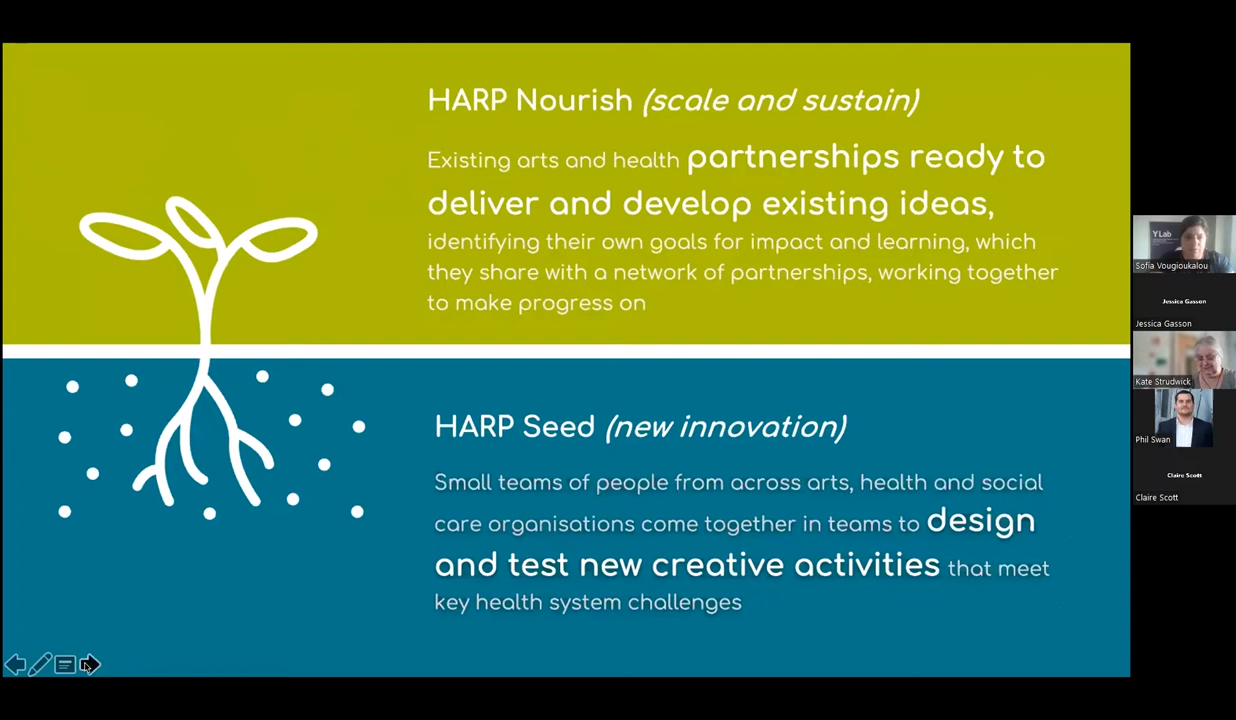 HARP Nourish (scale and sustain)
Existing arts and health partnerships ready to
deliver and develop existing ideas,
identifying their own goals for impact and learning, which
they share with a network of partnerships, working together
to make progress on
HARP Seed (new innovation)
Small teams of people from across arts, health and social
care organisations come together in teams to design
and test new creative activities that meet
key health system challenges
Y Lab
Sofia Vougioukalou
Jessica Gasson
Jessica Gasson
Kate Strudwick
Phil Swan
Claire Scott
Claire Scott